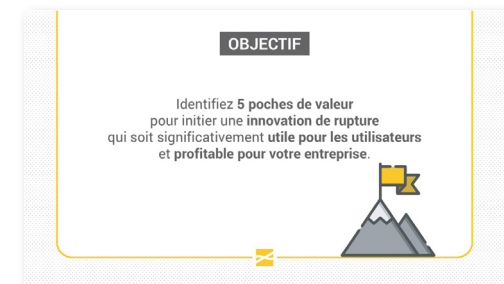 OBJECTIF
Identifiez 5 poches de valeur
pour initier une innovation de rupture
qui soit significativement utile pour les utilisateurs
et profitable pour votre entreprise.